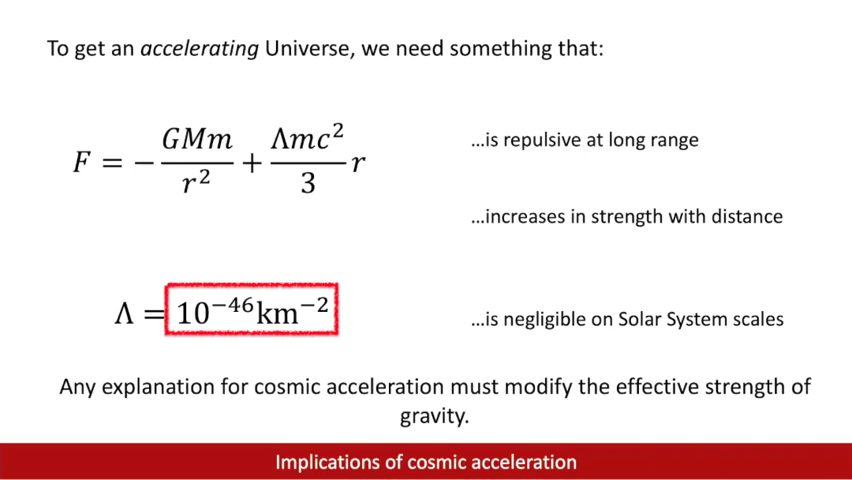 To get an accelerating Universe, we need something that:
F = − GMm/r² + Λmc²/3 r
...is repulsive at long range
...increases in strength with distance
Λ = 10⁻⁴⁶km⁻²
...is negligible on Solar System scales
Any explanation for cosmic acceleration must modify the effective strength of
gravity.
Implications of cosmic acceleration